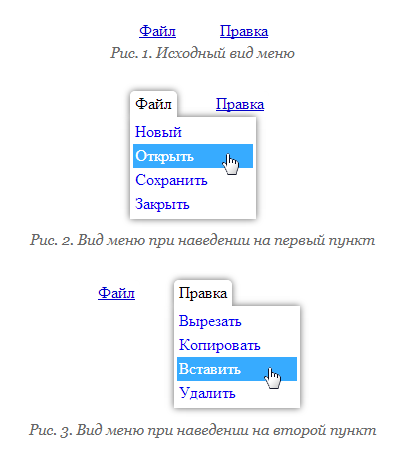 Файл Правка
Рис. 1. Исходный вид меню
Файл Правка
Новый
Открыть
Сохранить
Закрыть
Рис. 2. Вид меню при наведении на первый пункт
Файл Правка
Вырезать
Копировать
Вставить
Удалить
Рис. 3. Вид меню при наведении на второй пункт